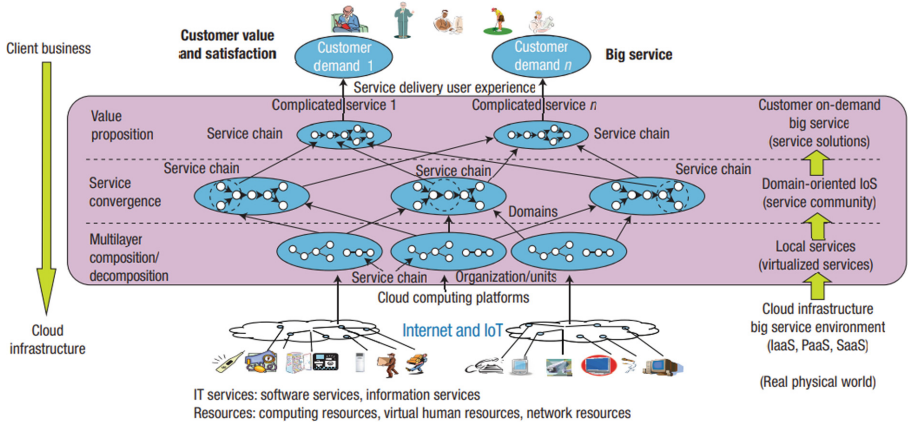 Client business
Customer value
and satisfaction
Customer
demand 1
Customer
demand n
Big service
Service delivery user experience
Complicated service 1
Complicated service n
Value
proposition
Service chain
Service chain
Customer on-demand
big service
(service solutions)
Service chain
Service chain
Service chain
Service
convergence
Domain-oriented IoS
(service community)
Domains
Multilayer
composition/
decomposition
Local services
(virtualized services)
Service chain
Organization/units
Cloud computing platforms
Cloud
infrastructure
Internet and IoT
Cloud infrastructure
big service environment
(IaaS, PaaS, SaaS)
(Real physical world)
IT services: software services, information services
Resources: computing resources, virtual human resources, network resources